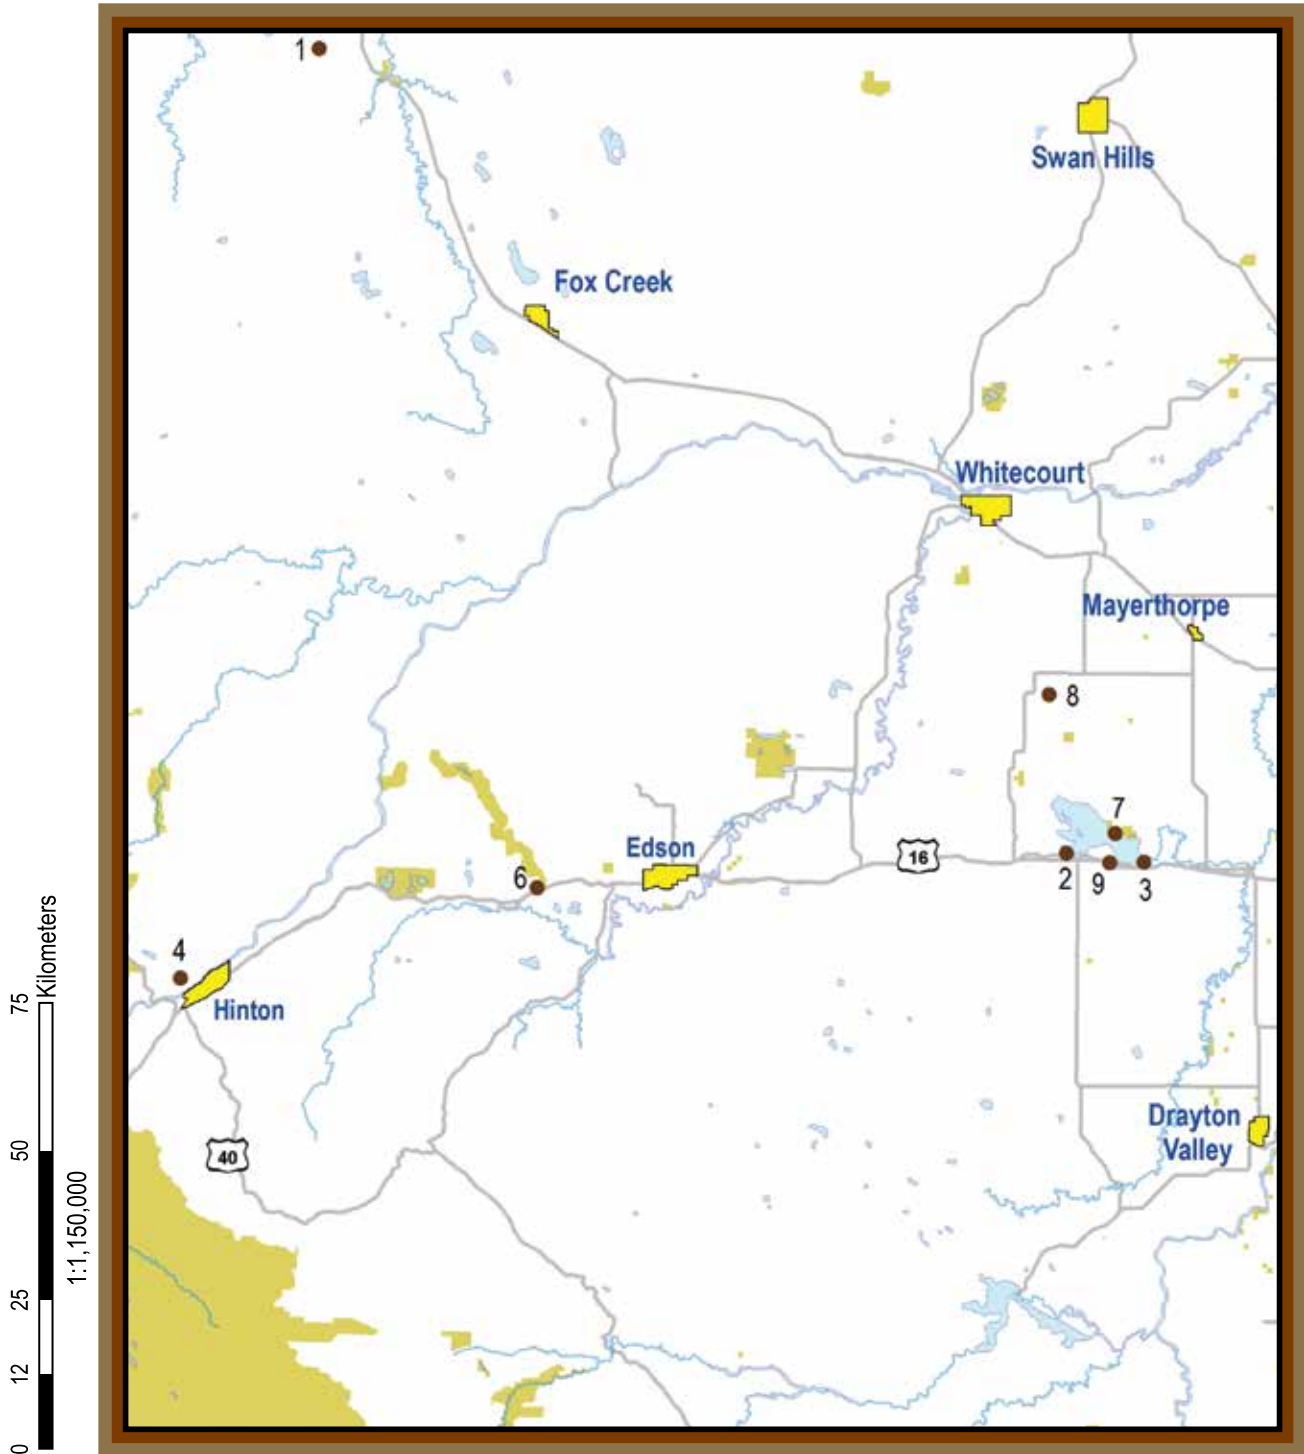 1
Swan Hills
Fox Creek
Whitecourt
Mayerthorpe
8
7
Edson
16
6
2
9
3
4
Hinton
Drayton
Valley
40
0 12 25 50 75 Kilometers
1:1,150,000